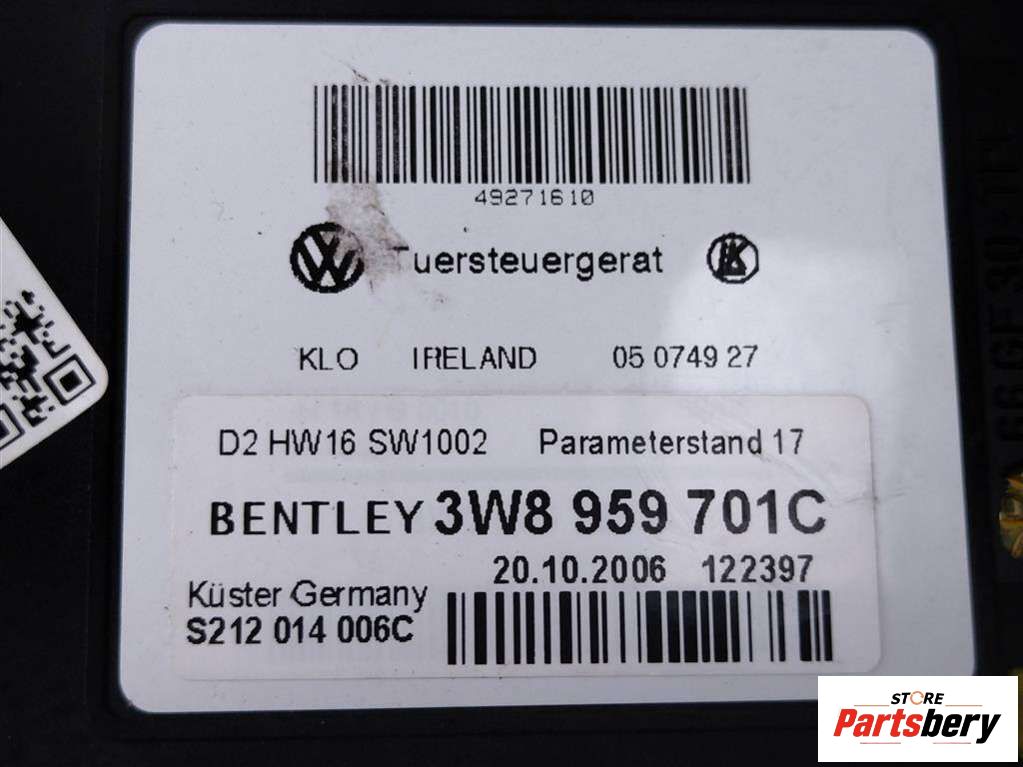 49271610
Tuersteuergerat
KLO IRELAND 05 0749 27
D2 HW16 SW1002 Parameterstand 17
BENTLEY 3W8 959 701C
20.10.2006 122397
Küster Germany
S212 014 006C
STORE
Partsbery